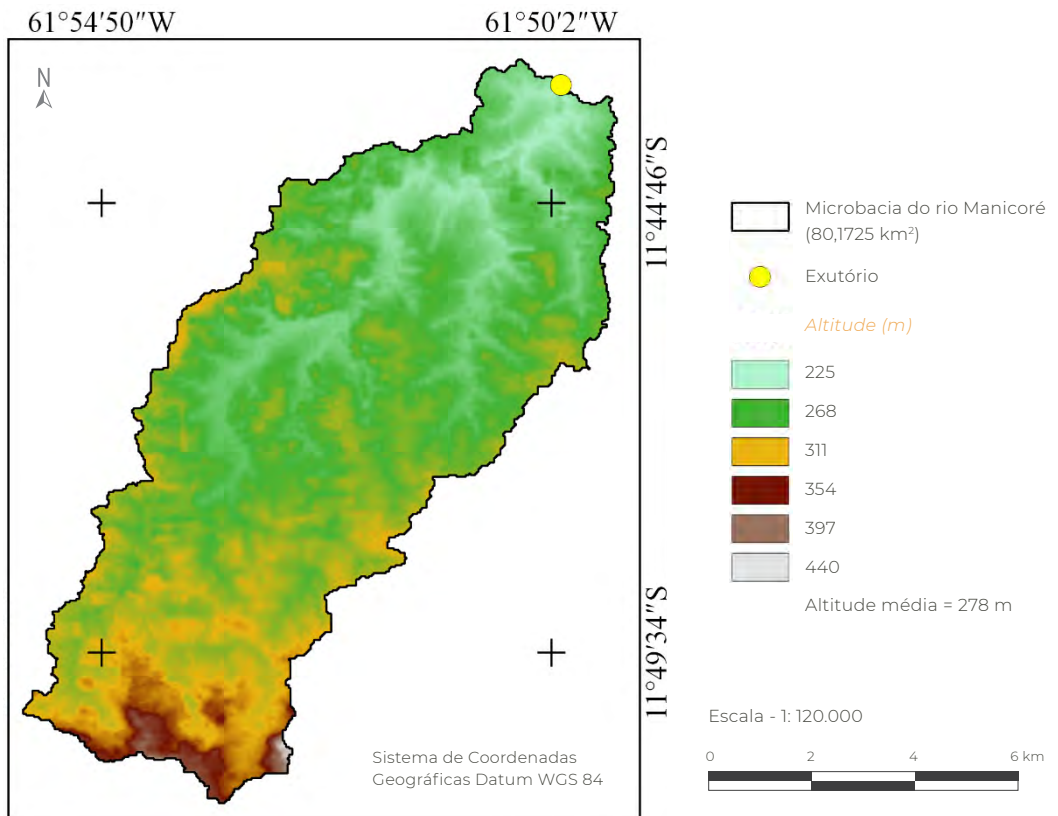 61°54′50″W
61°50′2″W
N
11°44′46″S
11°49′34″S
Sistema de Coordenadas
Geográficas Datum WGS 84
Microbacia do rio Manicoré
(80,1725 km²)
Exutório
Altitude (m)
225
268
311
354
397
440
Altitude média = 278 m
Escala - 1: 120.000
0 2 4 6 km